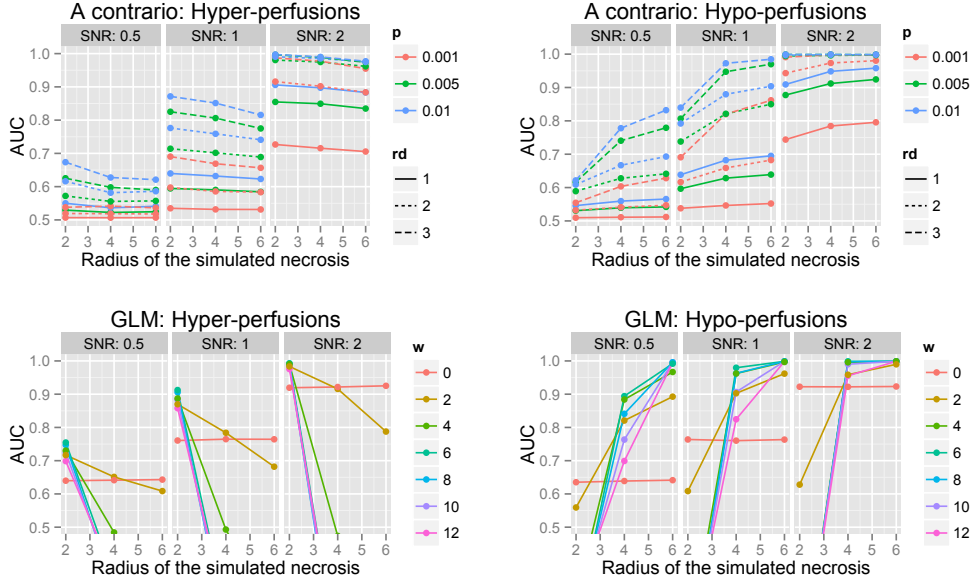 A contrario: Hyper-perfusions
SNR: 0.5 SNR: 1 SNR: 2
AUC
1.0
0.9
0.8
0.7
0.6
0.5
2 3 4 5 6 2 3 4 5 6 2 3 4 5 6
Radius of the simulated necrosis
p
0.001
0.005
0.01
rd
1
2
3
A contrario: Hypo-perfusions
SNR: 0.5 SNR: 1 SNR: 2
AUC
1.0
0.9
0.8
0.7
0.6
0.5
2 3 4 5 6 2 3 4 5 6 2 3 4 5 6
Radius of the simulated necrosis
p
0.001
0.005
0.01
rd
1
2
3
GLM: Hyper-perfusions
SNR: 0.5 SNR: 1 SNR: 2
AUC
1.0
0.9
0.8
0.7
0.6
0.5
2 3 4 5 6 2 3 4 5 6 2 3 4 5 6
Radius of the simulated necrosis
w
0
2
4
6
8
10
12
GLM: Hypo-perfusions
SNR: 0.5 SNR: 1 SNR: 2
AUC
1.0
0.9
0.8
0.7
0.6
0.5
2 3 4 5 6 2 3 4 5 6 2 3 4 5 6
Radius of the simulated necrosis
w
0
2
4
6
8
10
12